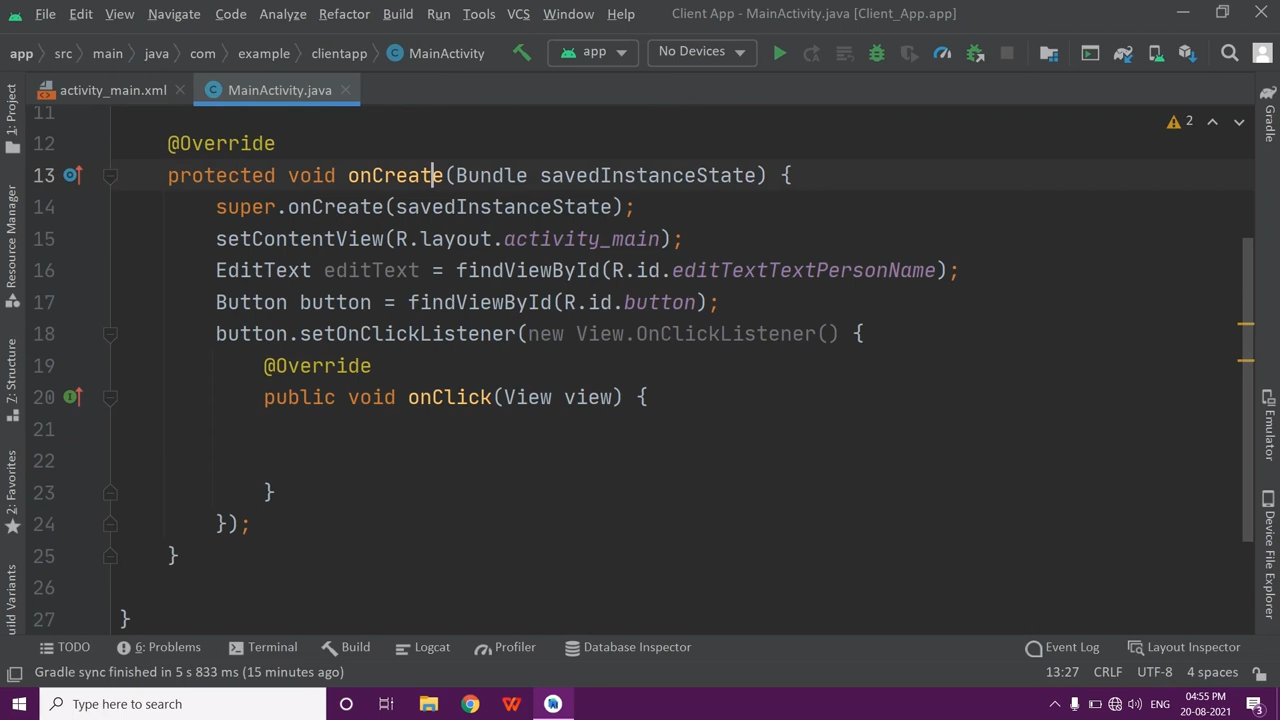 File Edit View Navigate Code Analyze Refactor Build Run Tools VCS Window Help Client App - MainActivity.java [Client_App.app]
app src main java com example clientapp MainActivity app No Devices
activity_main.xml MainActivity.java
11
12 @Override
13 protected void onCreate(Bundle savedInstanceState) {
14 super.onCreate(savedInstanceState);
15 setContentView(R.layout.activity_main);
16 EditText editText = findViewById(R.id.editTextTextPersonName);
17 Button button = findViewById(R.id.button);
18 button.setOnClickListener(new View.OnClickListener() {
19 @Override
20 public void onClick(View view) {
21
22
23 }
24 });
25 }
26
27 }
2
1: Project
Resource Manager
Z: Structure
2: Favorites
uild Variants
Gradle
Emulator
Device File Explorer
TODO 6: Problems Terminal Build Logcat Profiler Database Inspector Event Log Layout Inspector
Gradle sync finished in 5 s 833 ms (15 minutes ago) 13:27 CRLF UTF-8 4 spaces
Type here to search ENG 04:55 PM
20-08-2021 3